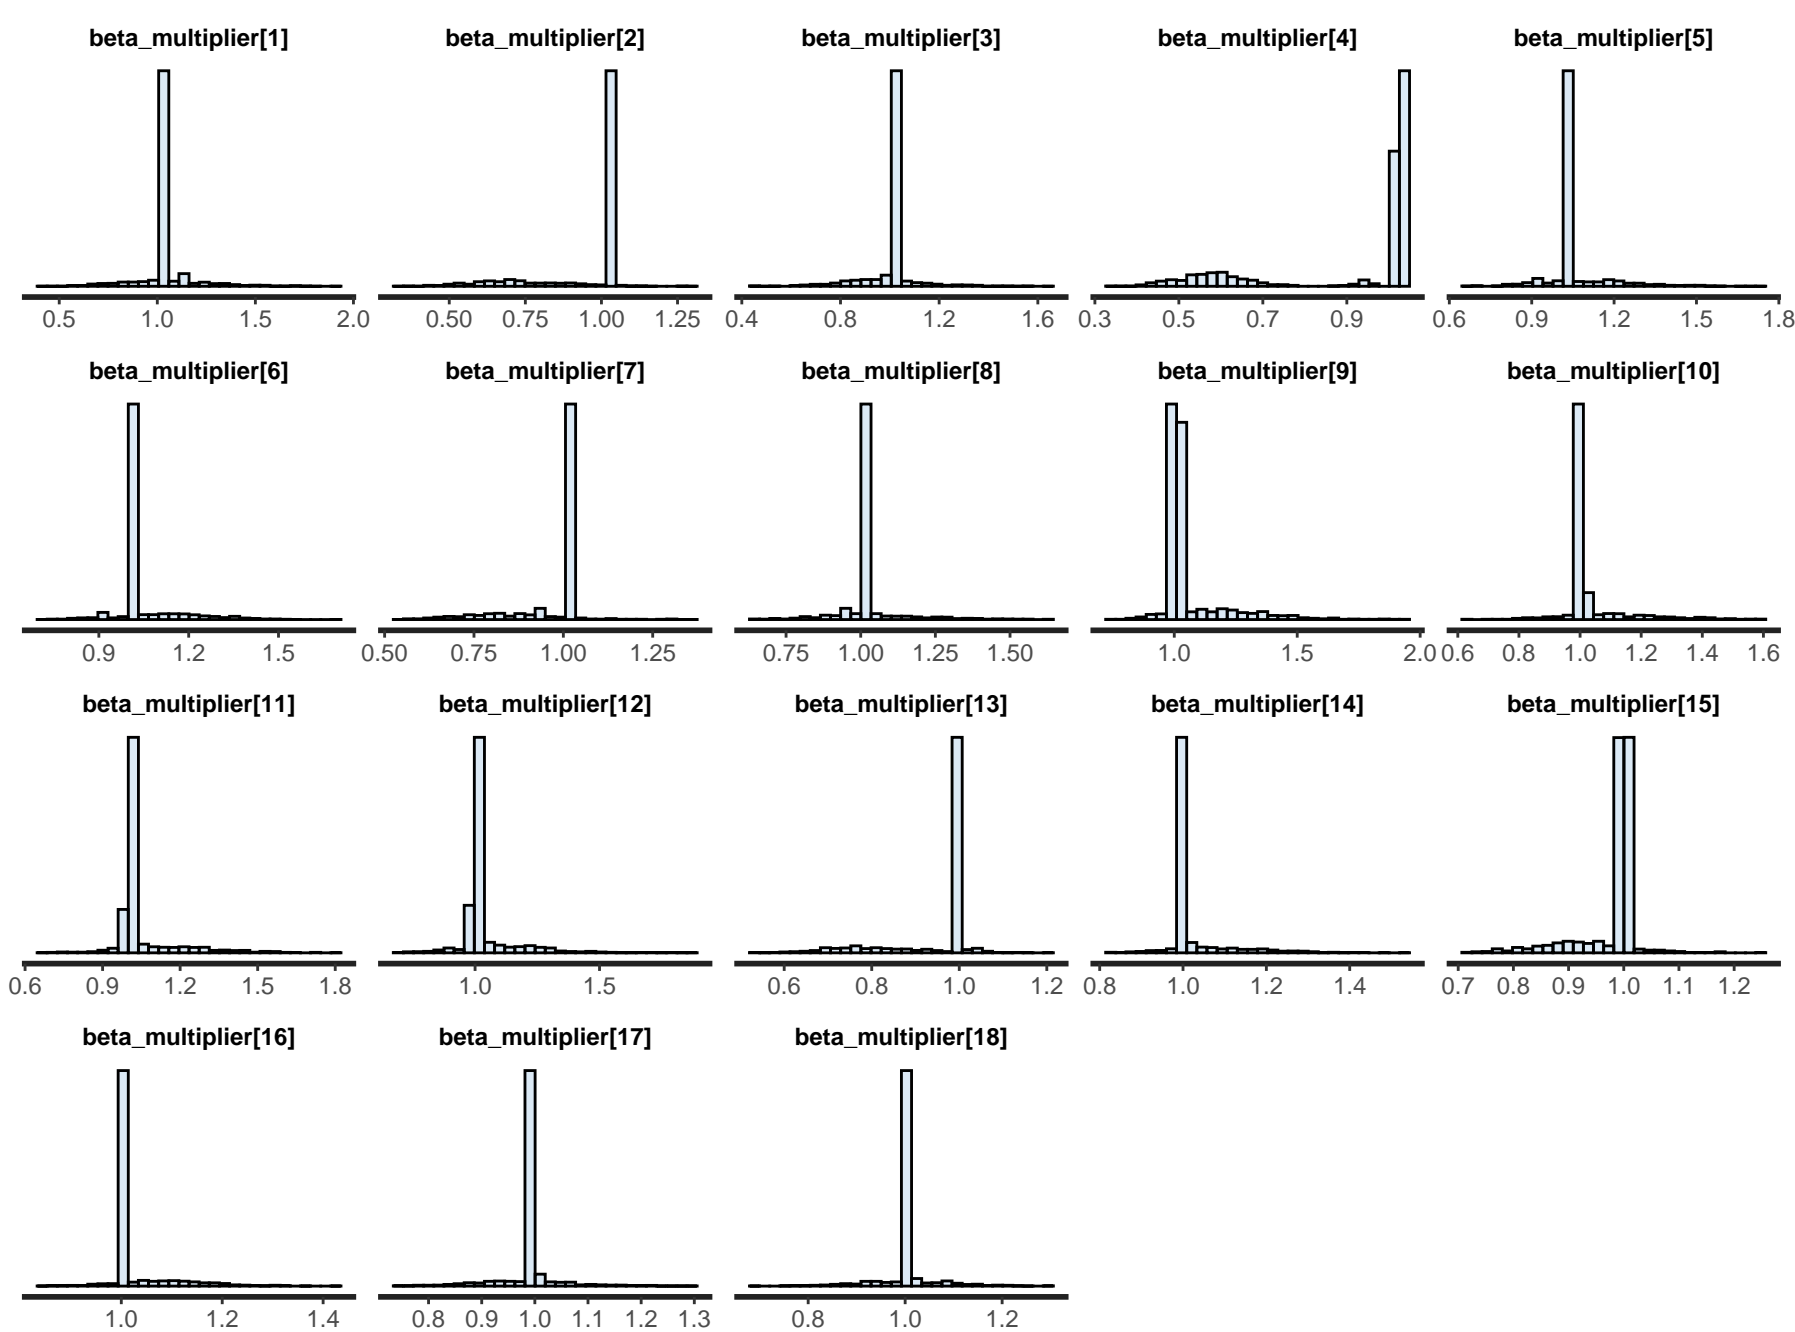 beta_multiplier[1] beta_multiplier[2] beta_multiplier[3] beta_multiplier[4] beta_multiplier[5]
0.5 1.0 1.5 2.0 0.50 0.75 1.00 1.25 0.4 0.8 1.2 1.6 0.3 0.5 0.7 0.9 0.6 0.9 1.2 1.5 1.8
beta_multiplier[6] beta_multiplier[7] beta_multiplier[8] beta_multiplier[9] beta_multiplier[10]
0.9 1.2 1.5 0.50 0.75 1.00 1.25 0.75 1.00 1.25 1.50 1.0 1.5 2.0 0.6 0.8 1.0 1.2 1.4 1.6
beta_multiplier[11] beta_multiplier[12] beta_multiplier[13] beta_multiplier[14] beta_multiplier[15]
0.6 0.9 1.2 1.5 1.8 1.0 1.5 0.6 0.8 1.0 1.2 0.8 1.0 1.2 1.4 0.7 0.8 0.9 1.0 1.1 1.2
beta_multiplier[16] beta_multiplier[17] beta_multiplier[18]
1.0 1.2 1.4 0.8 0.9 1.0 1.1 1.2 1.3 0.8 1.0 1.2